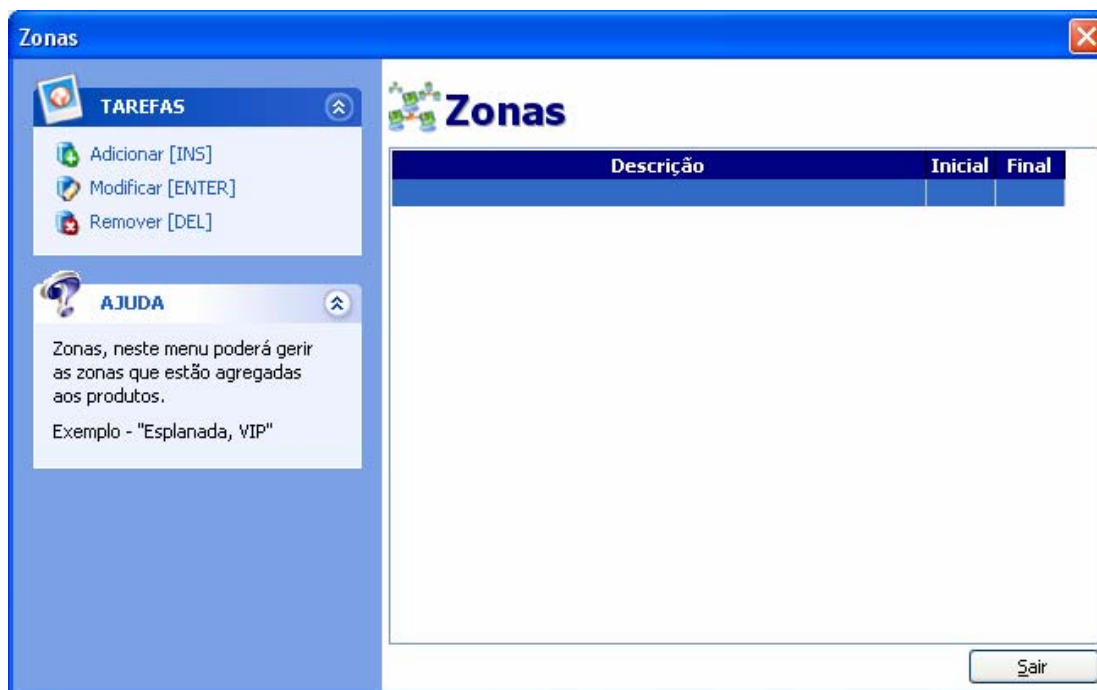 Zonas
TAREFAS
Adicionar [INS]
Modificar [ENTER]
Remover [DEL]
AJUDA
Zonas, neste menu poderá gerir
as zonas que estão agregadas
aos produtos.
Exemplo - "Esplanada, VIP"
Zonas
Descrição Inicial Final
Sair